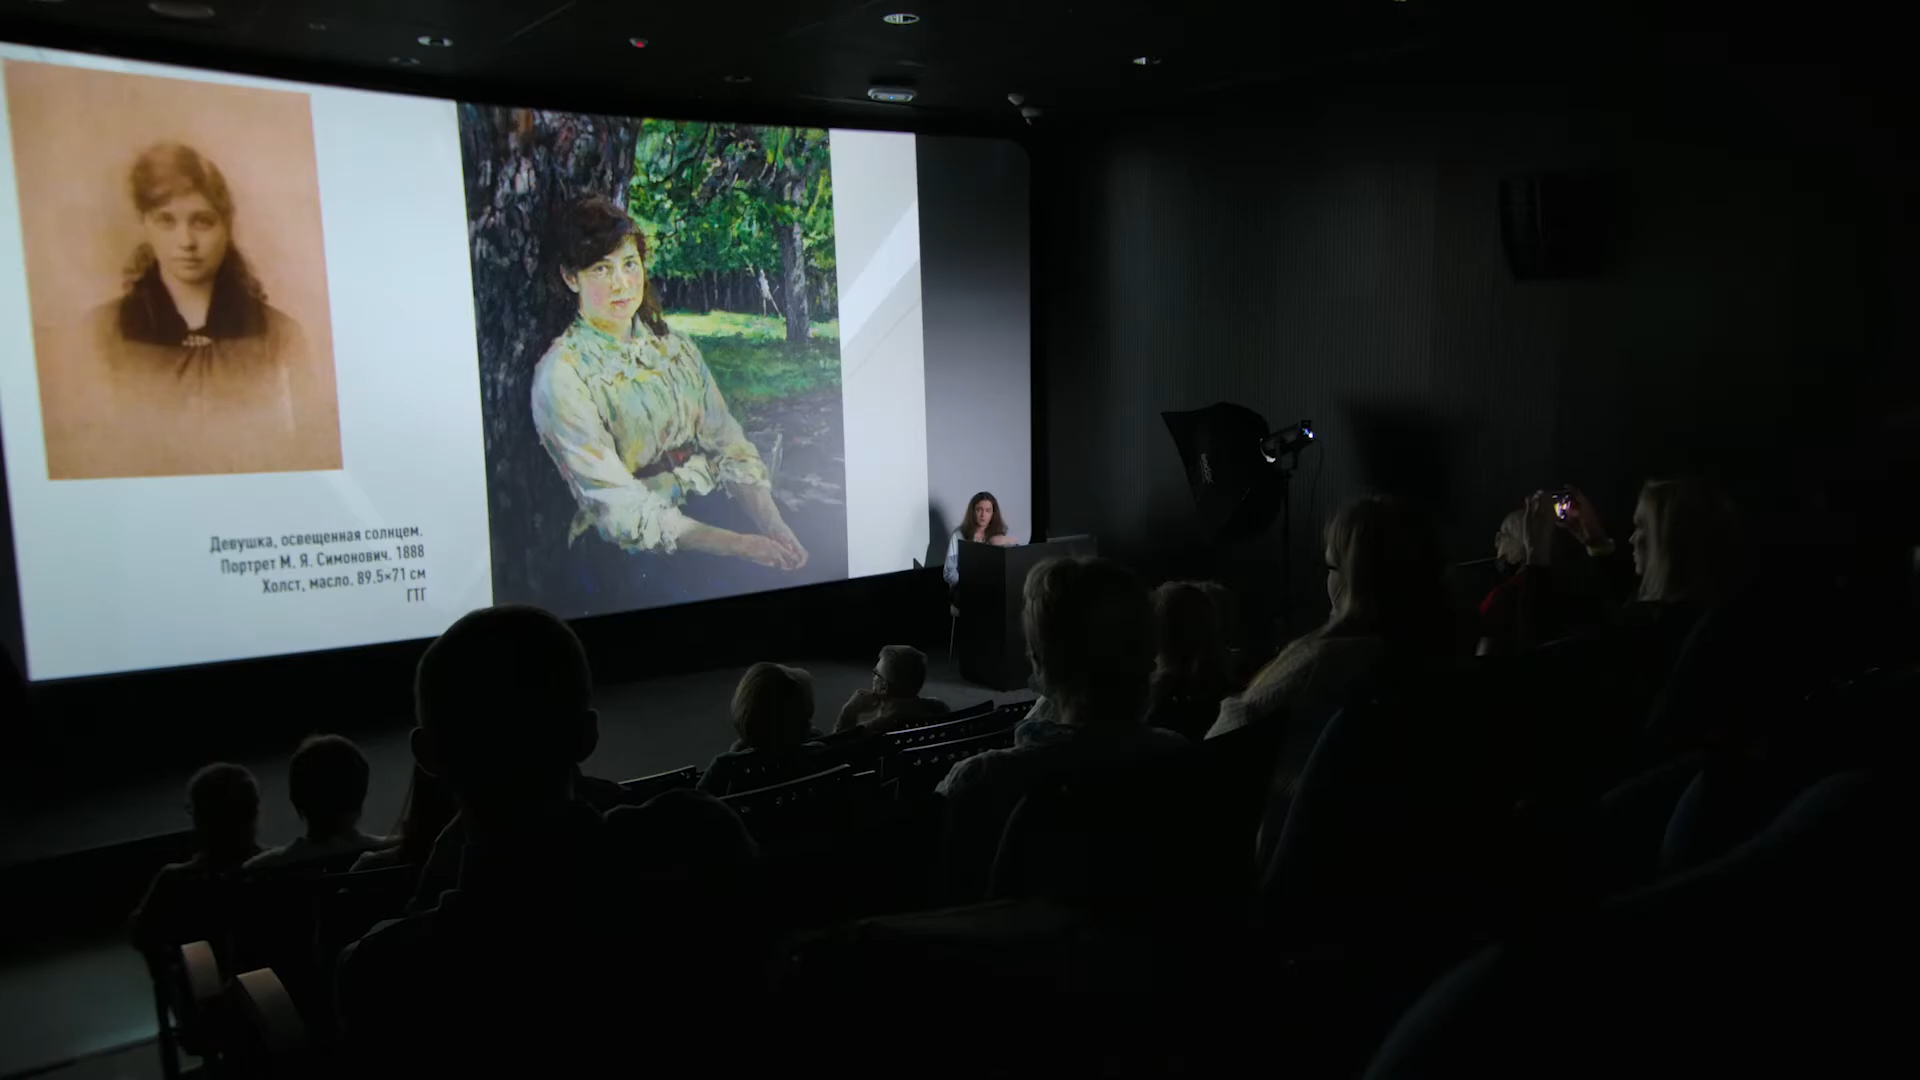 Девушка, освещенная солнцем.
Портрет М. Я. Симонович. 1888
Холст, масло. 89.5×71 см
ГТГ